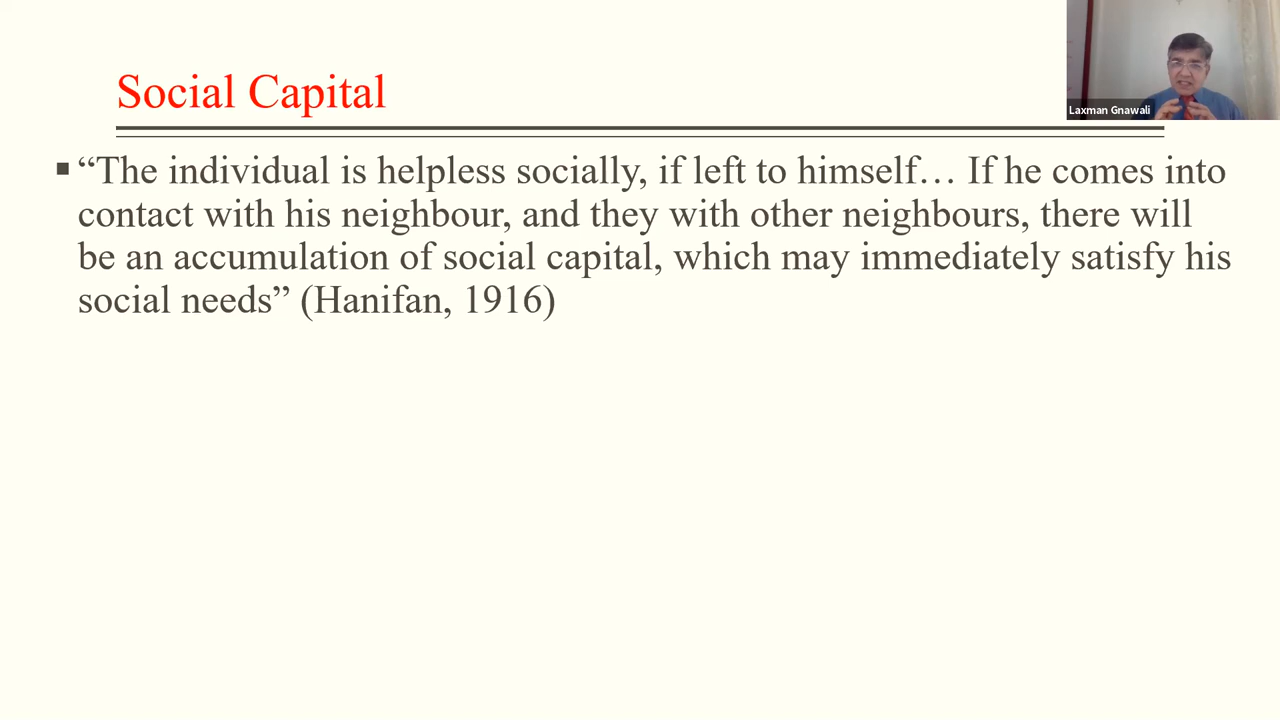 Social Capital
Laxman Gnawali
▪ “The individual is helpless socially, if left to himself… If he comes into
contact with his neighbour, and they with other neighbours, there will
be an accumulation of social capital, which may immediately satisfy his
social needs” (Hanifan, 1916)